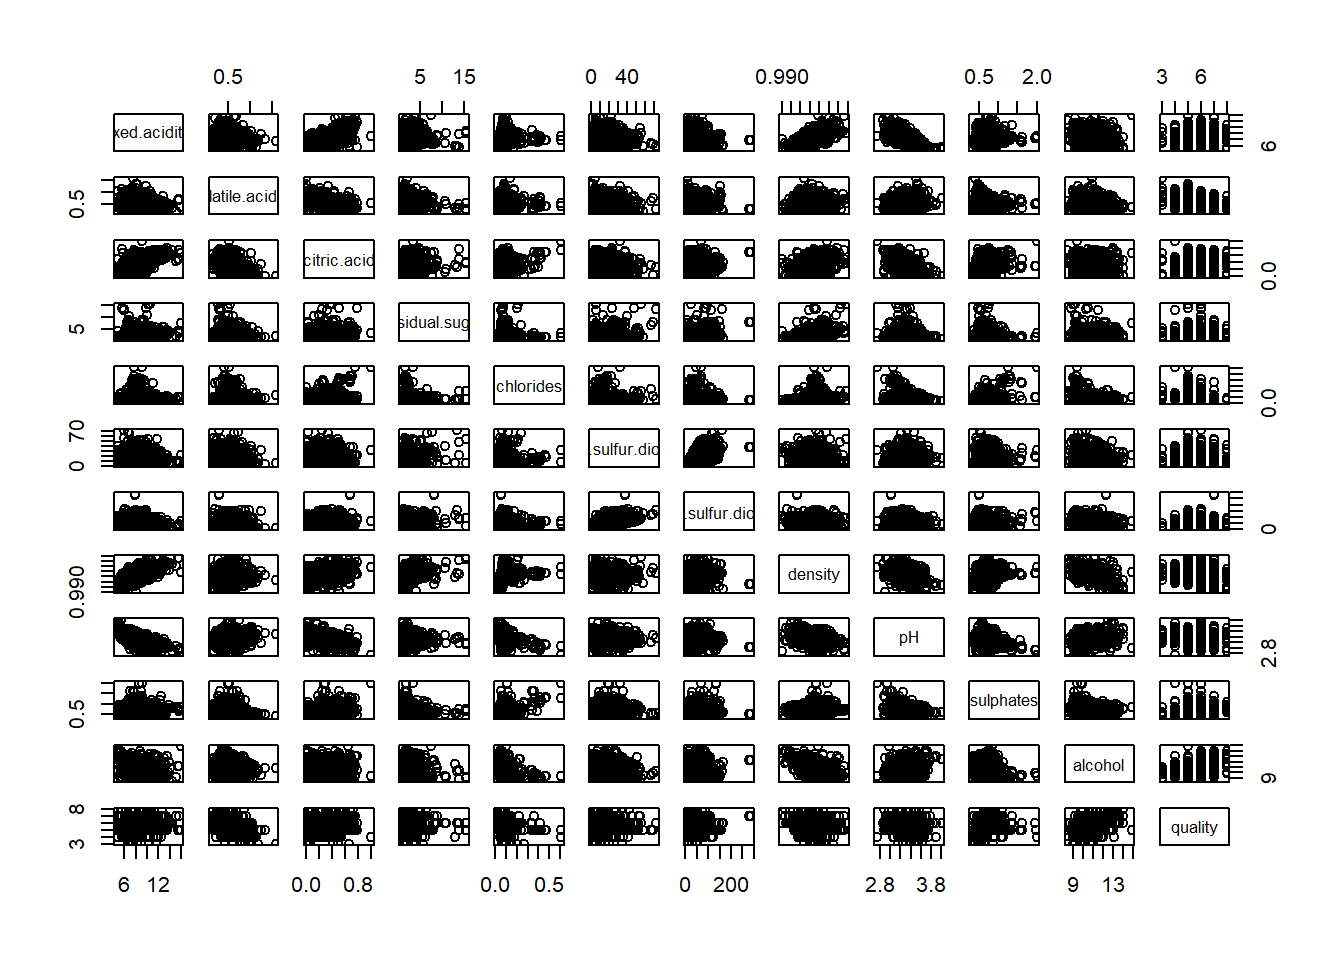 0.5 5 15 0 40 0.990 0.5 2.0 3 6
xed.acidit 6
0.5 latile.acid
citric.acid 0.0
5 sidual.sug
chlorides 0.0
0 70 .sulfur.dio
.sulfur.dio 0
0.990 density
pH 2.8
0.5 sulphates
alcohol 9
3 8 quality
6 12 0.0 0.8 0.0 0.5 0 200 2.8 3.8 9 13